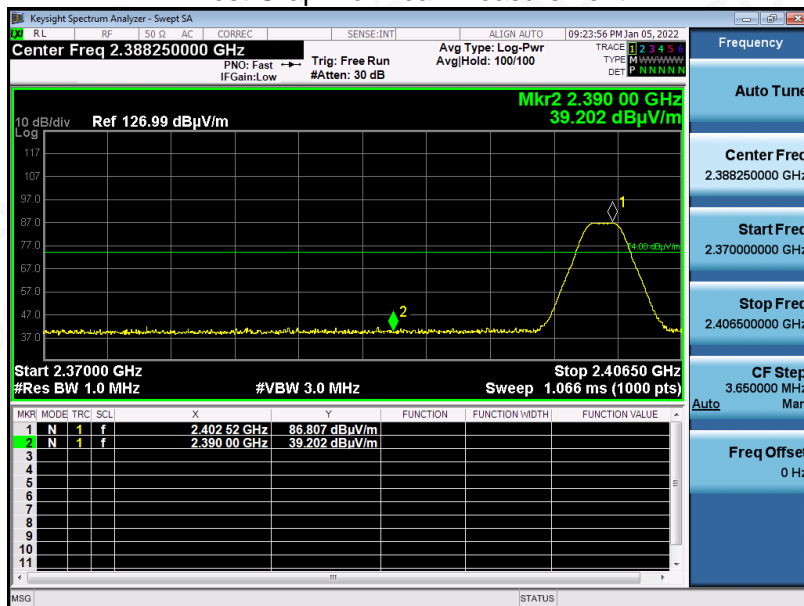 Keysight Spectrum Analyzer - Swept SA
LXI RL RF 50 Ω AC CORREC SENSE:INT ALIGN AUTO 09:23:56 PM Jan 05, 2022
Center Freq 2.388250000 GHz
PNO: Fast
IFGain:Low
Trig: Free Run
#Atten: 30 dB
Avg Type: Log-Pwr
Avg|Hold: 100/100
TRACE 1 2 3 4 5 6
TYPE M W W W W W
DET P N N N N N
Mkr2 2.390 00 GHz
39.202 dBµV/m
10 dB/div Ref 126.99 dBµV/m
Log
117
107
97.0
87.0
77.0
67.0
57.0
47.0
37.0
1
2
Start 2.37000 GHz Stop 2.40650 GHz
#Res BW 1.0 MHz #VBW 3.0 MHz Sweep 1.066 ms (1000 pts)
MKR MODE TRC SCL X Y FUNCTION FUNCTION WIDTH FUNCTION VALUE
1 N 1 f 2.402 52 GHz 86.807 dBµV/m
2 N 1 f 2.390 00 GHz 39.202 dBµV/m
3
4
5
6
7
8
9
10
11
MSG STATUS
Frequency
Auto Tune
Center Freq
2.388250000 GHz
Start Freq
2.370000000 GHz
Stop Freq
2.406500000 GHz
CF Step
3.650000 MHz
Auto Man
Freq Offset
0 Hz